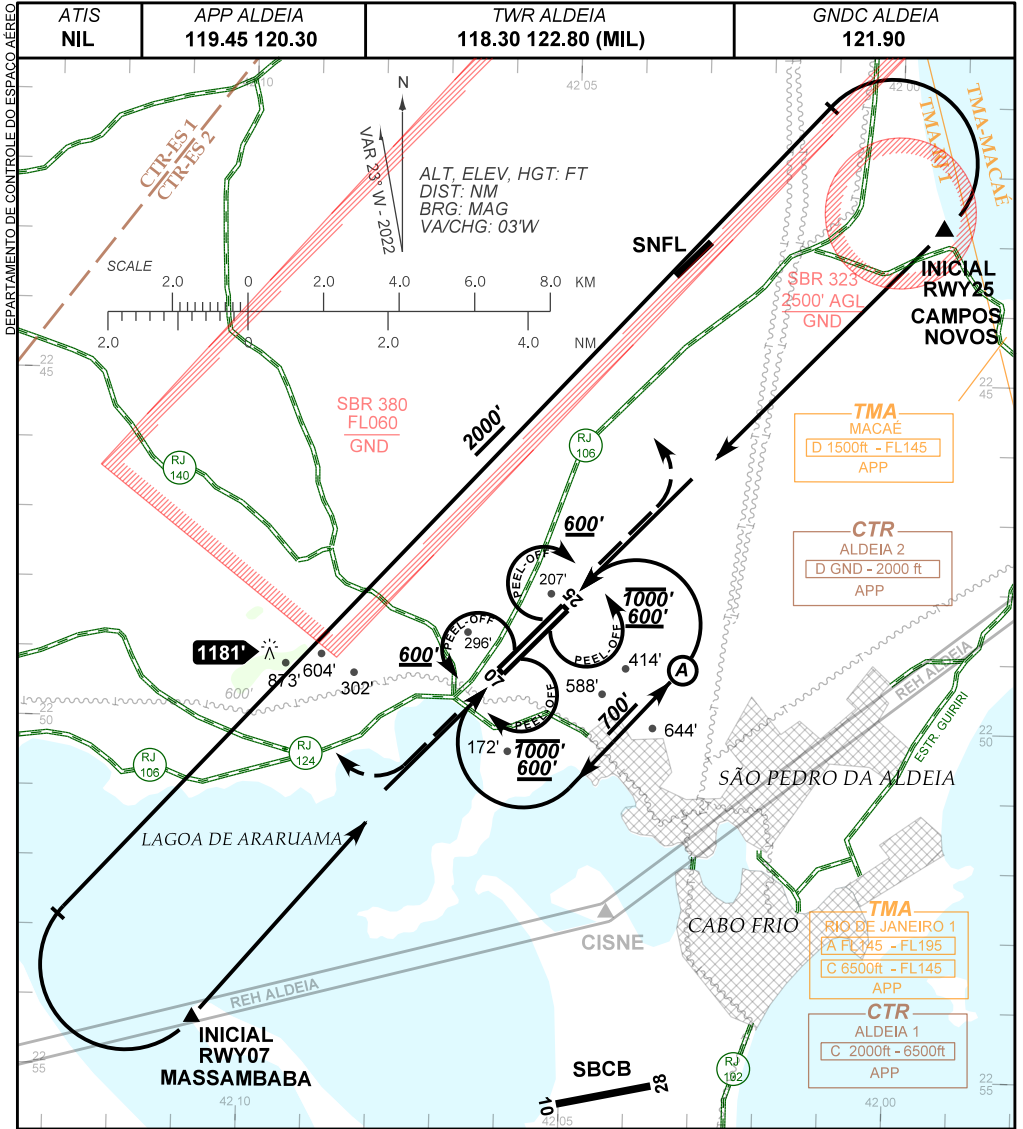 DEPARTAMENTO DE CONTROLE DO ESPAÇO AÉREO
ATIS
NIL
APP ALDEIA
119.45 120.30
TWR ALDEIA
118.30 122.80 (MIL)
GNDC ALDEIA
121.90
10
42 05
42 00
CTR-ES 1
CTR-ES 2
N
VAR 23° W - 2022
ALT, ELEV, HGT: FT
DIST: NM
BRG: MAG
VA/CHG: 03'W
TMA-RJ1
TMA-MACAÉ
SCALE
2.0 0 2.0 4.0 6.0 8.0 KM
2.0 0 2.0 4.0 NM
SNFL
SBR 323
2500' AGL
GND
INICIAL
RWY25
CAMPOS
NOVOS
22
45
22
45
SBR 380
FL060
GND
2000'
RJ
140
RJ
106
TMA
MACAÉ
D 1500ft - FL145
APP
CTR
ALDEIA 2
D GND - 2000 ft
APP
600'
PEEL-OFF
207'
25
1000'
600'
PEEL-OFF
PEEL-OFF
296'
600'
07
PEEL-OFF
1000'
600'
172'
414'
588'
700'
644'
A
1181'
873'
604'
302'
600'
22
50
22
50
RJ
106
RJ
124
REH ALDEIA
ESTR. GUIRIRI
SÃO PEDRO DA ALDEIA
LAGOA DE ARARUAMA
CABO FRIO
CISNE
REH ALDEIA
TMA
RIO DE JANEIRO 1
A FL145 - FL195
C 6500ft - FL145
APP
CTR
ALDEIA 1
C 2000ft - 6500ft
APP
INICIAL
RWY07
MASSAMBABA
22
55
22
55
SBCB
10
28
RJ
102
42 10
42 05
42 00